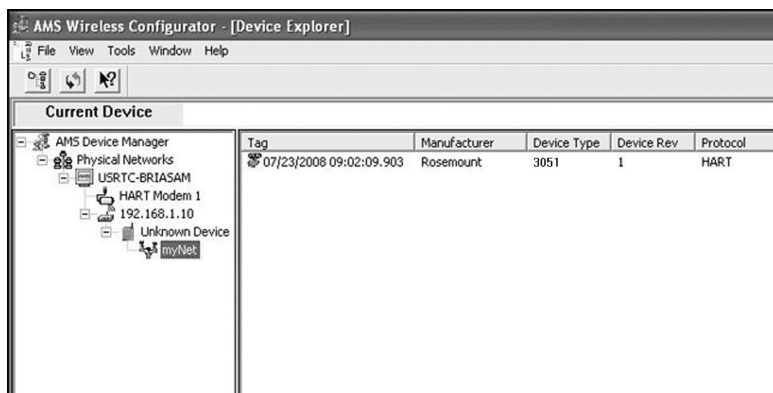 AMS Wireless Configurator - [Device Explorer]
File View Tools Window Help
Current Device
AMS Device Manager
Physical Networks
USRTC-BRIASAM
HART Modem 1
192.168.1.10
Unknown Device
myNet
Tag Manufacturer Device Type Device Rev Protocol
07/23/2008 09:02:09.903 Rosemount 3051 1 HART